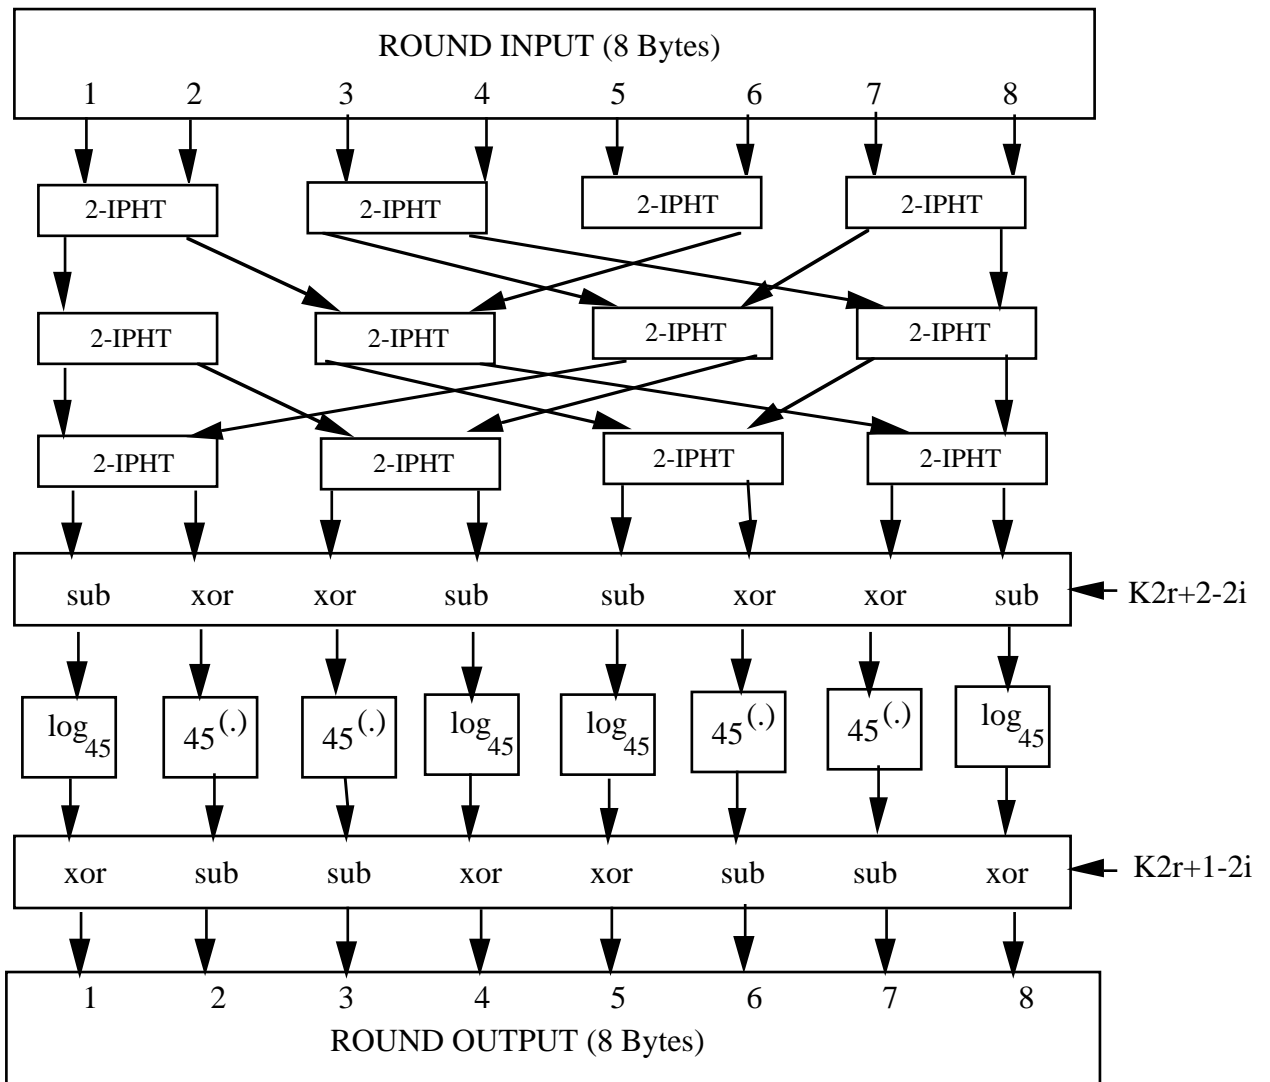 ROUND INPUT (8 Bytes)
1 2 3 4 5 6 7 8
2-IPHT 2-IPHT 2-IPHT 2-IPHT
2-IPHT 2-IPHT 2-IPHT 2-IPHT
2-IPHT 2-IPHT 2-IPHT 2-IPHT
sub xor xor sub sub xor xor sub K2r+2-2i
log45 45(.) 45(.) log45 log45 45(.) 45(.) log45
xor sub sub xor xor sub sub xor K2r+1-2i
1 2 3 4 5 6 7 8
ROUND OUTPUT (8 Bytes)